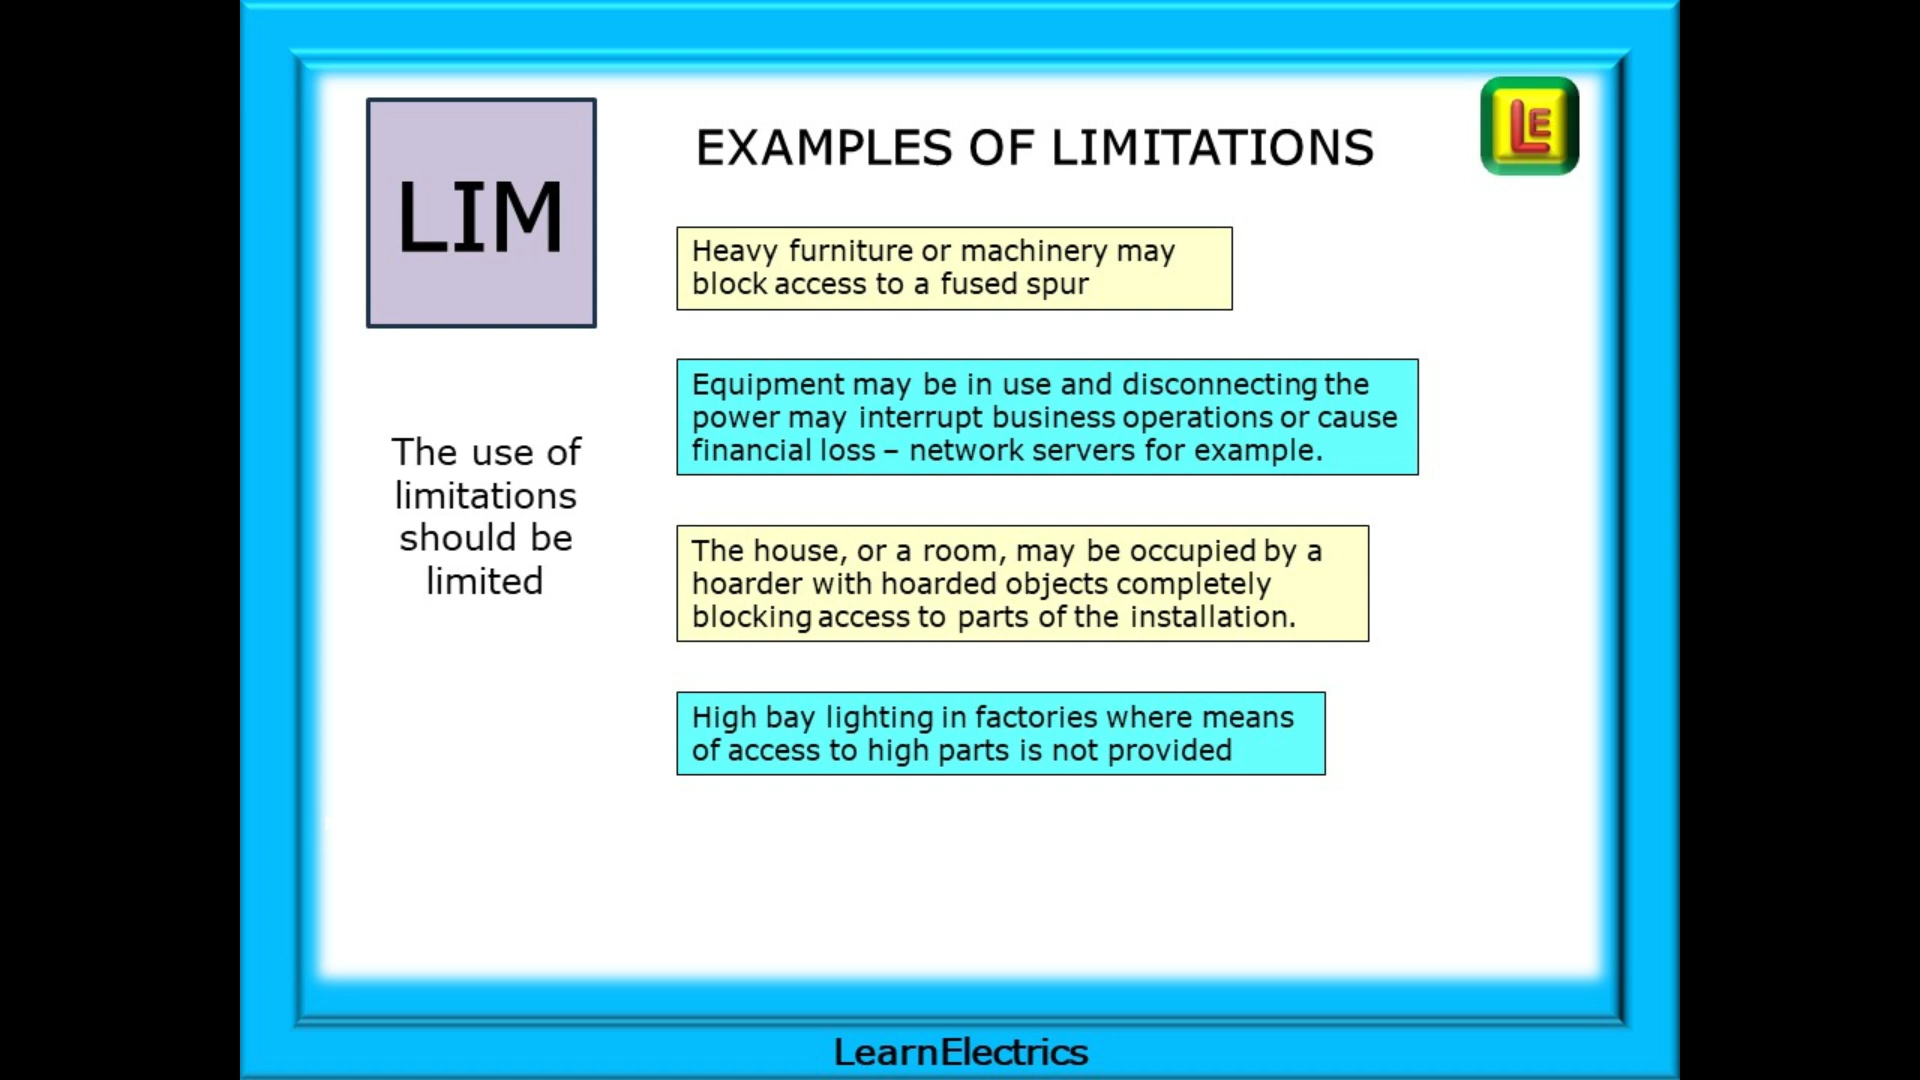 LIM
EXAMPLES OF LIMITATIONS
LE
Heavy furniture or machinery may
block access to a fused spur
Equipment may be in use and disconnecting the
power may interrupt business operations or cause
financial loss – network servers for example.
The use of
limitations
should be
limited
The house, or a room, may be occupied by a
hoarder with hoarded objects completely
blocking access to parts of the installation.
High bay lighting in factories where means
of access to high parts is not provided
LearnElectrics